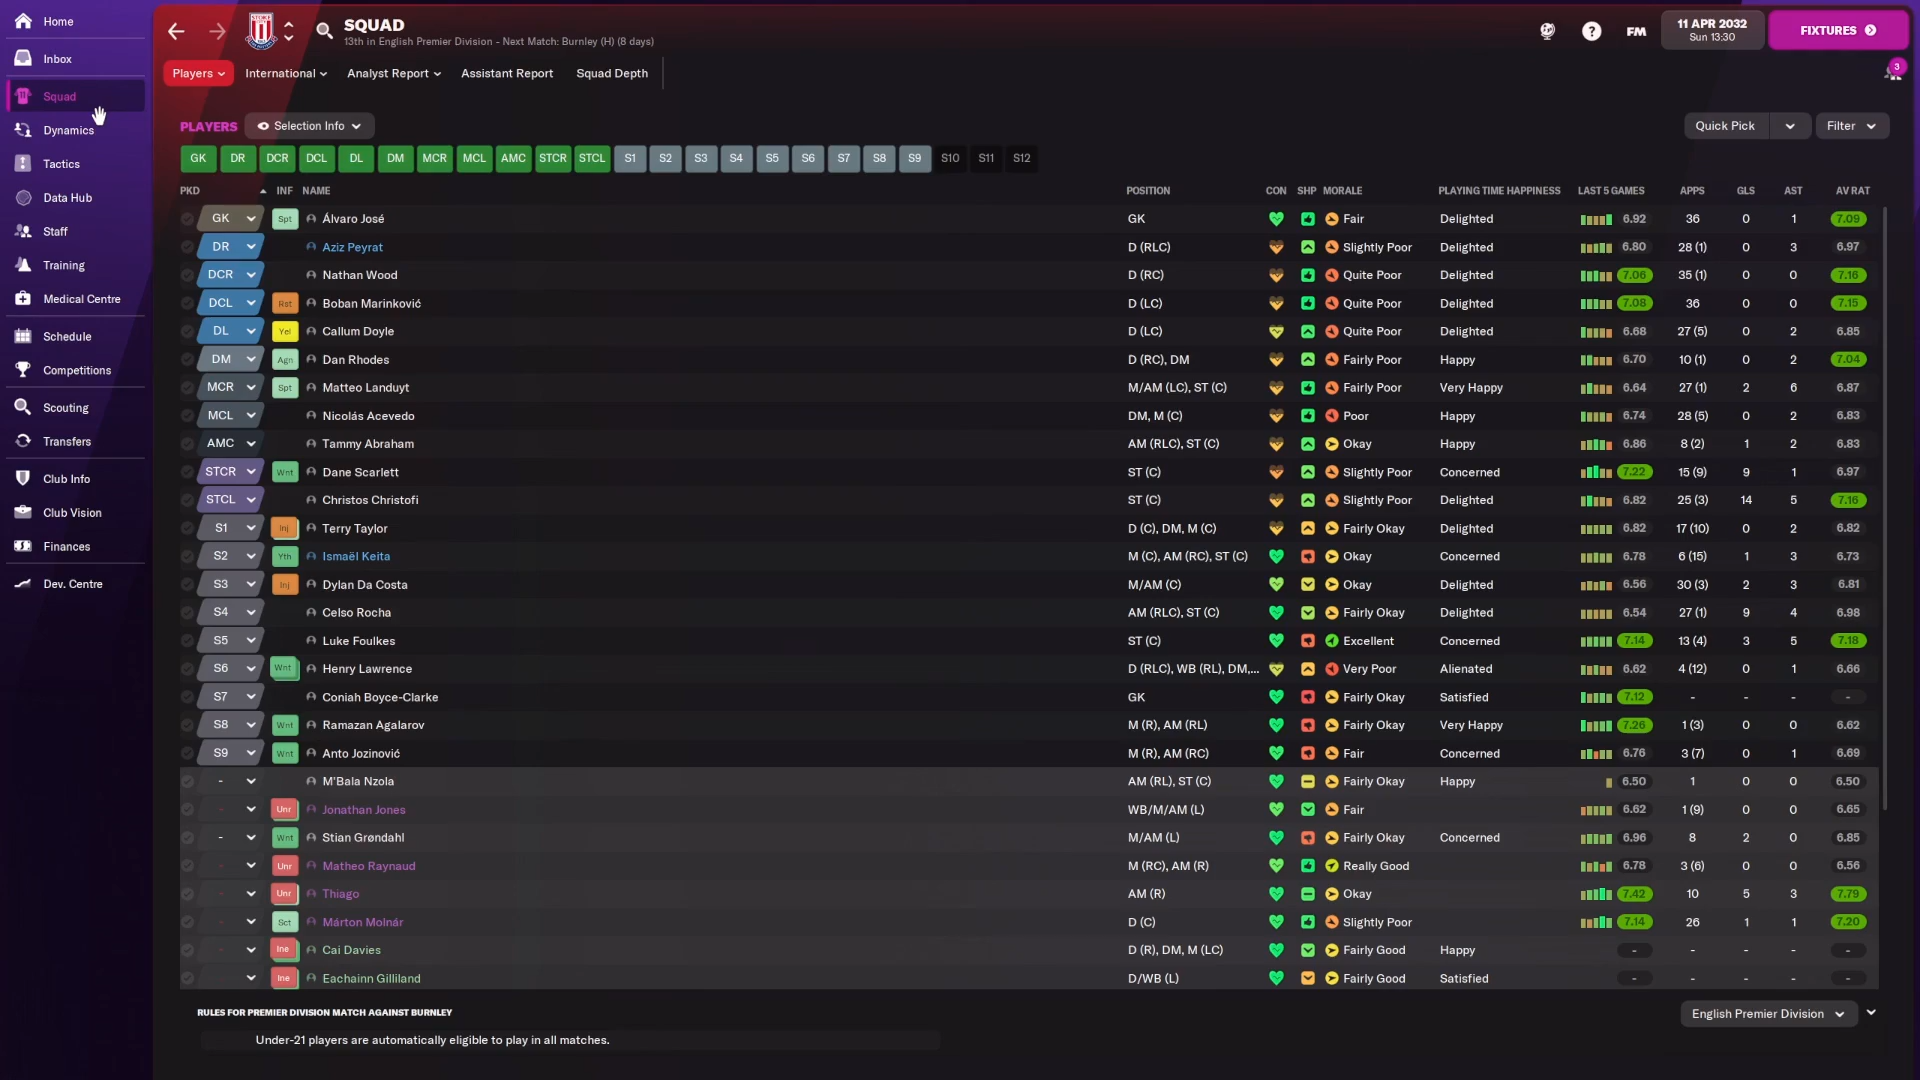 Home
Inbox
Squad
Dynamics
Tactics
Data Hub
Staff
Training
Medical Centre
Schedule
Competitions
Scouting
Transfers
Club Info
Club Vision
Finances
Dev. Centre
SQUAD
13th in English Premier Division - Next Match: Burnley (H) (8 days)
FM
11 APR 2032
Sun 13:30
FIXTURES
Players International Analyst Report Assistant Report Squad Depth
3
PLAYERS Selection Info Quick Pick Filter
GK DR DCR DCL DL DM MCR MCL AMC STCR STCL S1 S2 S3 S4 S5 S6 S7 S8 S9 S10 S11 S12
PKD INF NAME POSITION CON SHP MORALE PLAYING TIME HAPPINESS LAST 5 GAMES APPS GLS AST AV RAT
GK Spt Álvaro José GK Fair Delighted 6.92 36 0 1 7.09
DR Aziz Peyrat D (RLC) Slightly Poor Delighted 6.80 28 (1) 0 3 6.97
DCR Nathan Wood D (RC) Quite Poor Delighted 7.06 35 (1) 0 0 7.16
DCL Rst Boban Marinković D (LC) Quite Poor Delighted 7.08 36 0 0 7.15
DL Yel Callum Doyle D (LC) Quite Poor Delighted 6.68 27 (5) 0 2 6.85
DM Agn Dan Rhodes D (RC), DM Fairly Poor Happy 6.70 10 (1) 0 2 7.04
MCR Spt Matteo Landuyt M/AM (LC), ST (C) Fairly Poor Very Happy 6.64 27 (1) 2 6 6.87
MCL Nicolás Acevedo DM, M (C) Poor Happy 6.74 28 (5) 0 2 6.83
AMC Tammy Abraham AM (RLC), ST (C) Okay Happy 6.86 8 (2) 1 2 6.83
STCR Wnt Dane Scarlett ST (C) Slightly Poor Concerned 7.22 15 (9) 9 1 6.97
STCL Christos Christofi ST (C) Slightly Poor Delighted 6.82 25 (3) 14 5 7.16
S1 Inj Terry Taylor D (C), DM, M (C) Fairly Okay Delighted 6.82 17 (10) 0 2 6.82
S2 Yth Ismaël Keita M (C), AM (RC), ST (C) Okay Concerned 6.78 6 (15) 1 3 6.73
S3 Inj Dylan Da Costa M/AM (C) Okay Delighted 6.56 30 (3) 2 3 6.81
S4 Celso Rocha AM (RLC), ST (C) Fairly Okay Delighted 6.54 27 (1) 9 4 6.98
S5 Luke Foulkes ST (C) Excellent Concerned 7.14 13 (4) 3 5 7.18
S6 Wnt Henry Lawrence D (RLC), WB (RL), DM,... Very Poor Alienated 6.62 4 (12) 0 1 6.66
S7 Coniah Boyce-Clarke GK Fairly Okay Satisfied 7.12 - - - -
S8 Wnt Ramazan Agalarov M (R), AM (RL) Fairly Okay Very Happy 7.26 1 (3) 0 0 6.62
S9 Wnt Anto Jozinović M (R), AM (RC) Fair Concerned 6.76 3 (7) 0 1 6.69
- M'Bala Nzola AM (RL), ST (C) Fairly Okay Happy 6.50 1 0 0 6.50
- Unr Jonathan Jones WB/M/AM (L) Fair 6.62 1 (9) 0 0 6.65
- Wnt Stian Grøndahl M/AM (L) Fairly Okay Concerned 6.96 8 2 0 6.85
- Unr Matheo Raynaud M (RC), AM (R) Really Good 6.78 3 (6) 0 0 6.56
- Unr Thiago AM (R) Okay 7.42 10 5 3 7.79
- Sct Márton Molnár D (C) Slightly Poor 7.14 26 1 1 7.20
- Ine Cai Davies D (R), DM, M (LC) Fairly Good Happy - - - - -
Ine Eachainn Gilliland D/WB (L) Fairly Good Satisfied - - - - -
RULES FOR PREMIER DIVISION MATCH AGAINST BURNLEY
English Premier Division
Under-21 players are automatically eligible to play in all matches.